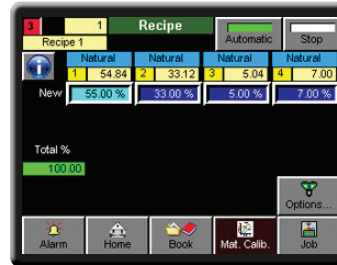 3 1 Recipe Automatic Stop
Recipe 1
Natural Natural Natural Natural
1 54.84 2 33.12 3 5.04 4 7.00
New 55.00 % 33.00 % 5.00 % 7.00 %
Total %
100.00
Options...
Alarm Home Book Mat. Calib. Job